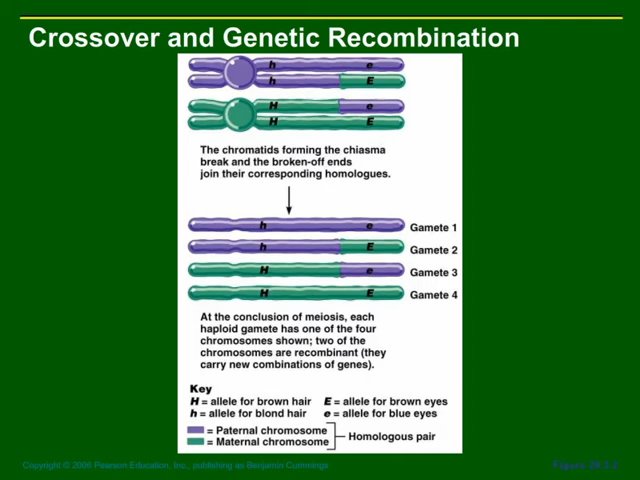 Crossover and Genetic Recombination
h e
h E
H e
H E
The chromatids forming the chiasma
break and the broken-off ends
join their corresponding homologues.
h e Gamete 1
h E Gamete 2
H e Gamete 3
H E Gamete 4
At the conclusion of meiosis, each
haploid gamete has one of the four
chromosomes shown; two of the
chromosomes are recombinant (they
carry new combinations of genes).
Key
H = allele for brown hair E = allele for brown eyes
h = allele for blond hair e = allele for blue eyes
= Paternal chromosome
= Maternal chromosome
Homologous pair
Copyright © 2006 Pearson Education, Inc., publishing as Benjamin Cummings